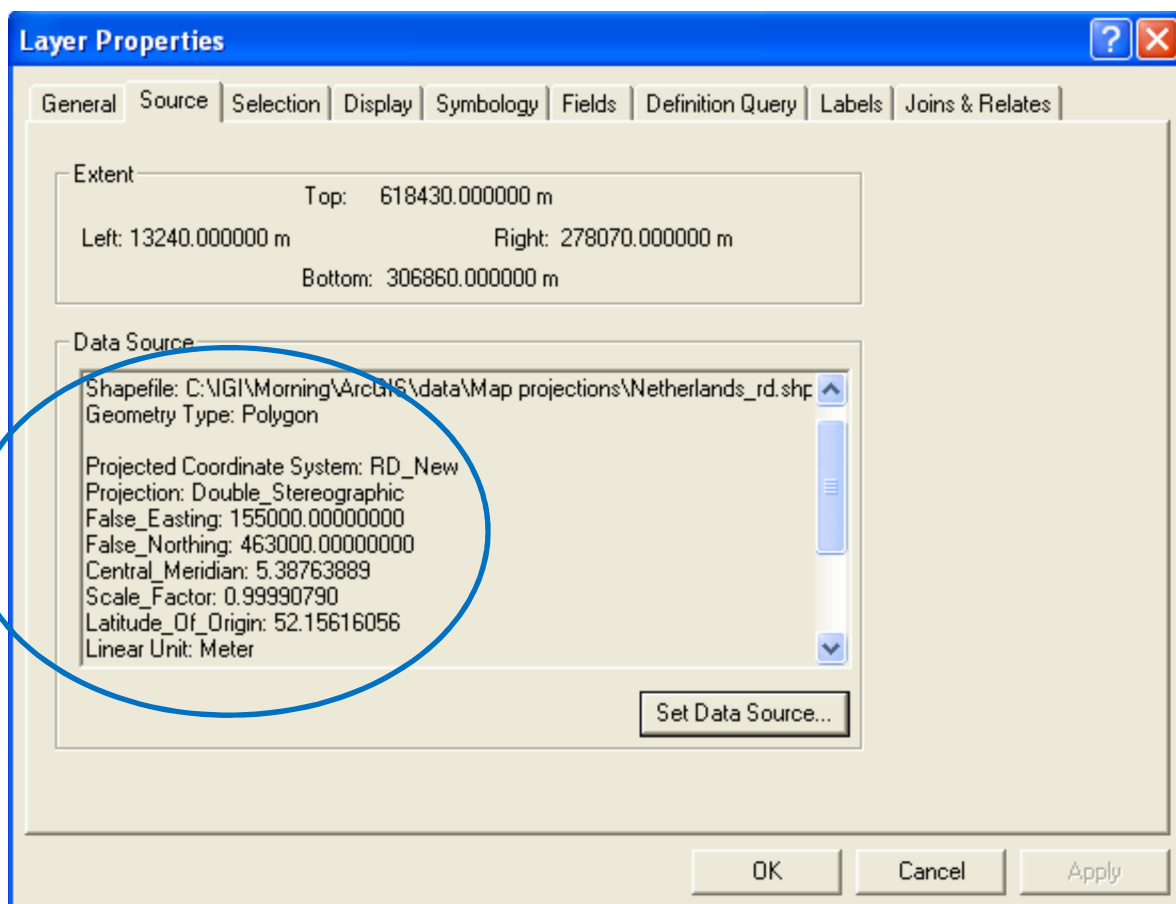 Layer Properties
General Source Selection Display Symbology Fields Definition Query Labels Joins & Relates
Extent
Top: 618430.000000 m
Left: 13240.000000 m Right: 278070.000000 m
Bottom: 306860.000000 m
Data Source
Shapefile: C:\IGI\Morning\ArcGIS\data\Map projections\Netherlands_rd.shp
Geometry Type: Polygon
Projected Coordinate System: RD_New
Projection: Double_Stereographic
False_Easting: 155000.00000000
False_Northing: 463000.00000000
Central_Meridian: 5.38763889
Scale_Factor: 0.99990790
Latitude_Of_Origin: 52.15616056
Linear Unit: Meter
Set Data Source...
OK Cancel Apply